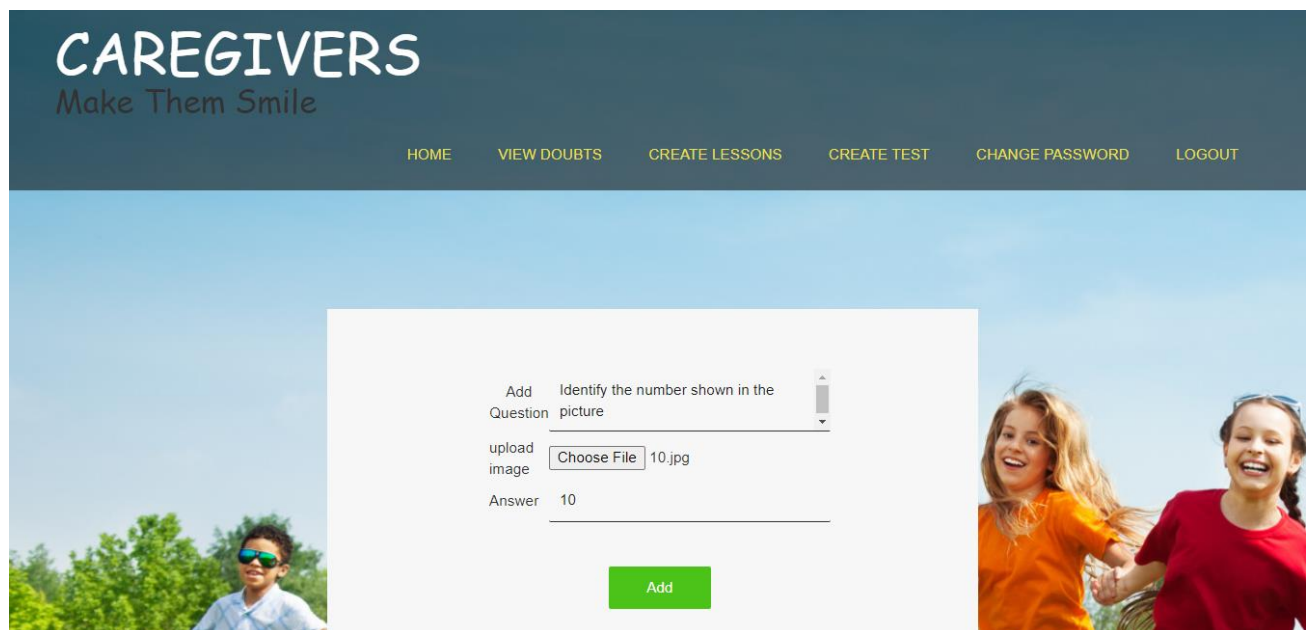 CAREGIVERS
Make Them Smile
HOME VIEW DOUBTS CREATE LESSONS CREATE TEST CHANGE PASSWORD LOGOUT
Add Question
Identify the number shown in the
picture
upload
image
Choose File 10.jpg
Answer 10
Add